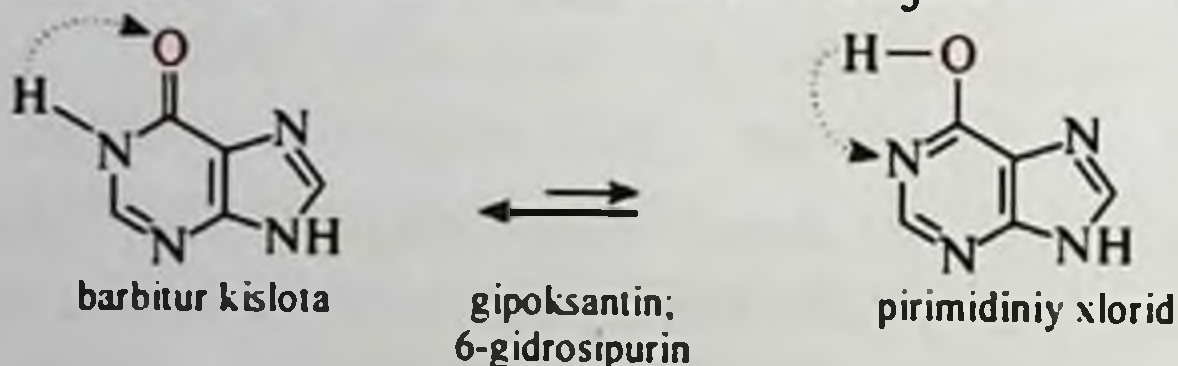 H
O
N
N
N
NH
H—O
N
N
N
NH
barbitur kislota
gipoksantin;
6-gidrosipurin
pirimidiniy xlorid